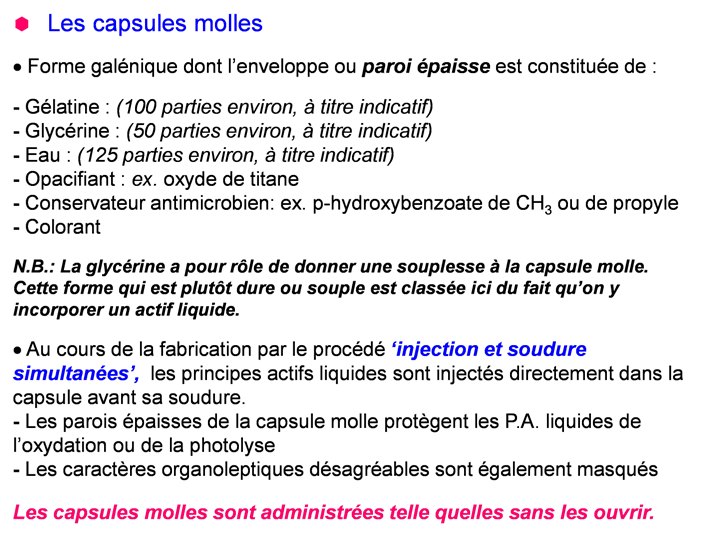 Les capsules molles
• Forme galénique dont l’enveloppe ou paroi épaisse est constituée de :
- Gélatine : (100 parties environ, à titre indicatif)
- Glycérine : (50 parties environ, à titre indicatif)
- Eau : (125 parties environ, à titre indicatif)
- Opacifiant : ex. oxyde de titane
- Conservateur antimicrobien: ex. p-hydroxybenzoate de CH₃ ou de propyle
- Colorant
N.B.: La glycérine a pour rôle de donner une souplesse à la capsule molle.
Cette forme qui est plutôt dure ou souple est classée ici du fait qu’on y
incorporer un actif liquide.
• Au cours de la fabrication par le procédé ‘injection et soudure
simultanées’, les principes actifs liquides sont injectés directement dans la
capsule avant sa soudure.
- Les parois épaisses de la capsule molle protègent les P.A. liquides de
l’oxydation ou de la photolyse
- Les caractères organoleptiques désagréables sont également masqués
Les capsules molles sont administrées telle quelles sans les ouvrir.